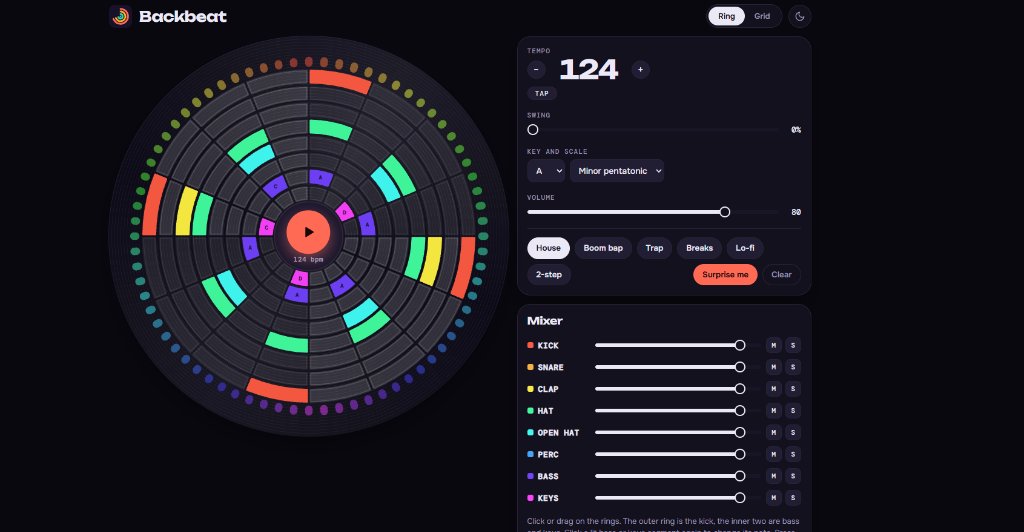 Backbeat
Ring Grid
TEMPO
− 124 +
TAP
SWING
0%
KEY AND SCALE
A Minor pentatonic
VOLUME
80
House Boom bap Trap Breaks Lo-fi
2-step Surprise me Clear
C A
D
C A
A
D
A A
124 bpm
Mixer
KICK M S
SNARE M S
CLAP M S
HAT M S
OPEN HAT M S
PERC M S
BASS M S
KEYS M S
Click or drag on the rings. The outer ring is the kick, the inner two are bass